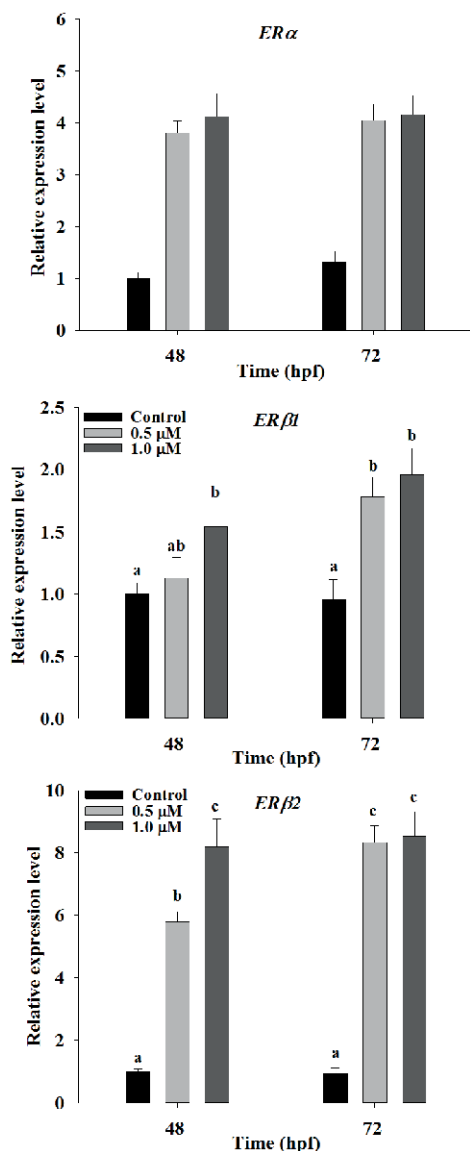 ERα
Relative expression level
6
5
4
3
2
1
0
48 72
Time (hpf)
ERβ1
Control
0.5 μM
1.0 μM
Relative expression level
2.5
2.0
1.5
1.0
0.5
0.0
a ab b a b b
48 72
Time (hpf)
ERβ2
Control
0.5 μM
1.0 μM
Relative expression level
10
8
6
4
2
0
a b c a c c
48 72
Time (hpf)